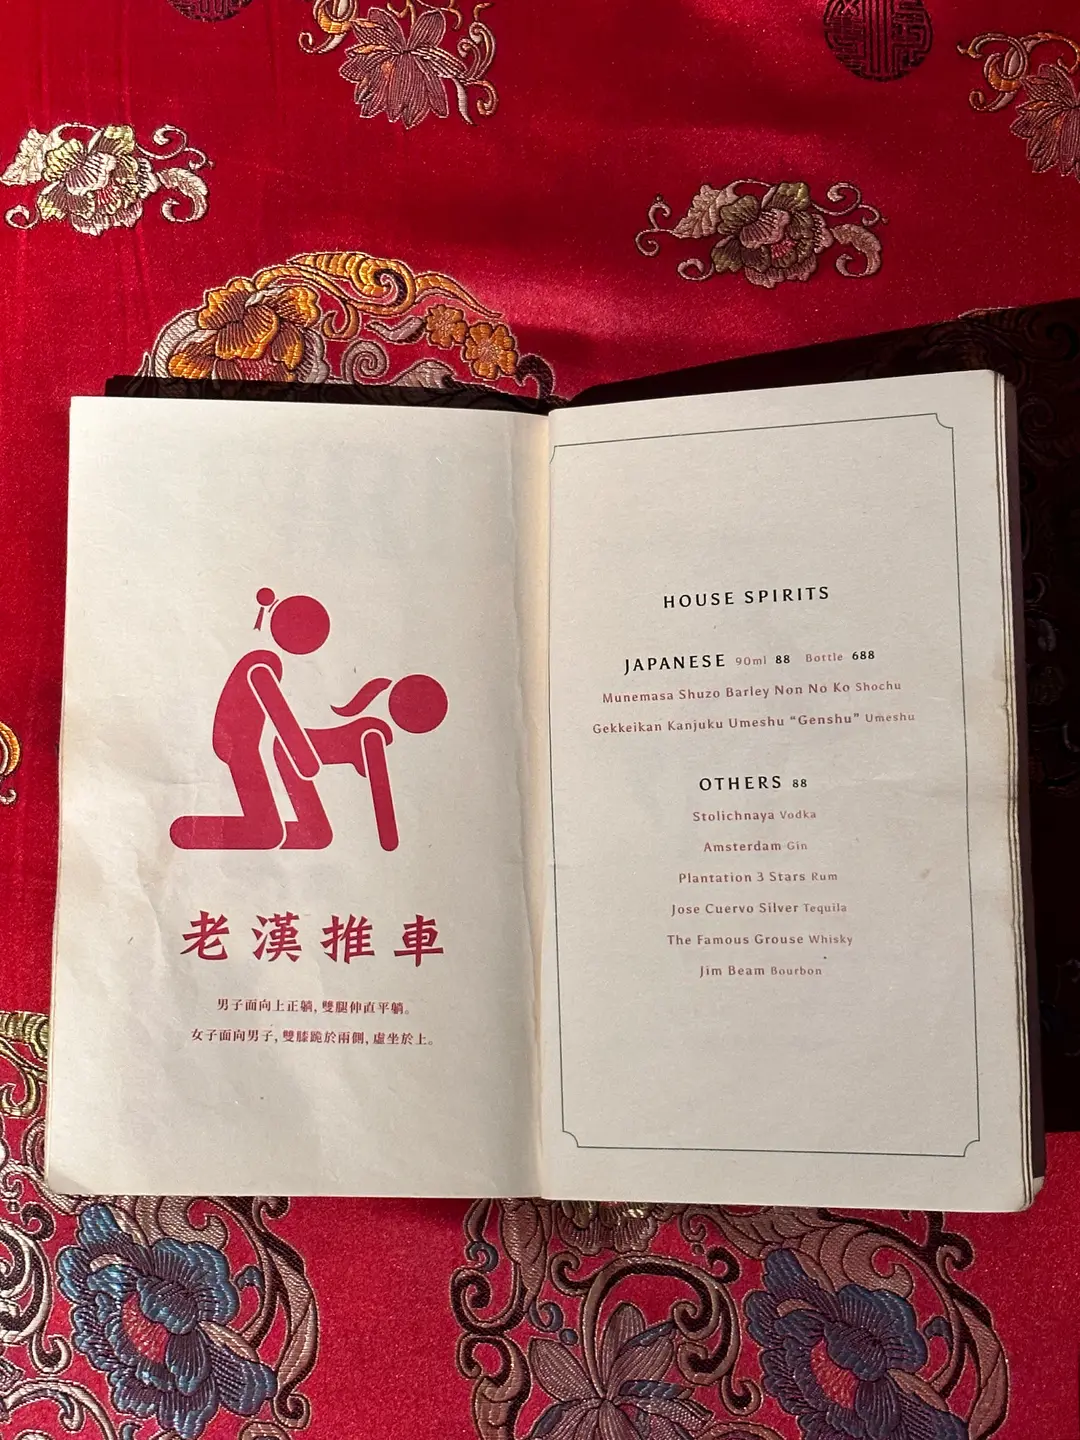 老漢推車
男子面向上正躺，雙腿伸直平躺。
女子面向男子，雙膝跪於兩側，虛坐於上。
HOUSE SPIRITS
JAPANESE 90ml 88 Bottle 688
Munemasa Shuzo Barley Non No Ko Shochu
Gekkeikan Kanjuku Umeshu “Genshu” Umeshu
OTHERS 88
Stolichnaya Vodka
Amsterdam Gin
Plantation 3 Stars Rum
Jose Cuervo Silver Tequila
The Famous Grouse Whisky
Jim Beam Bourbon